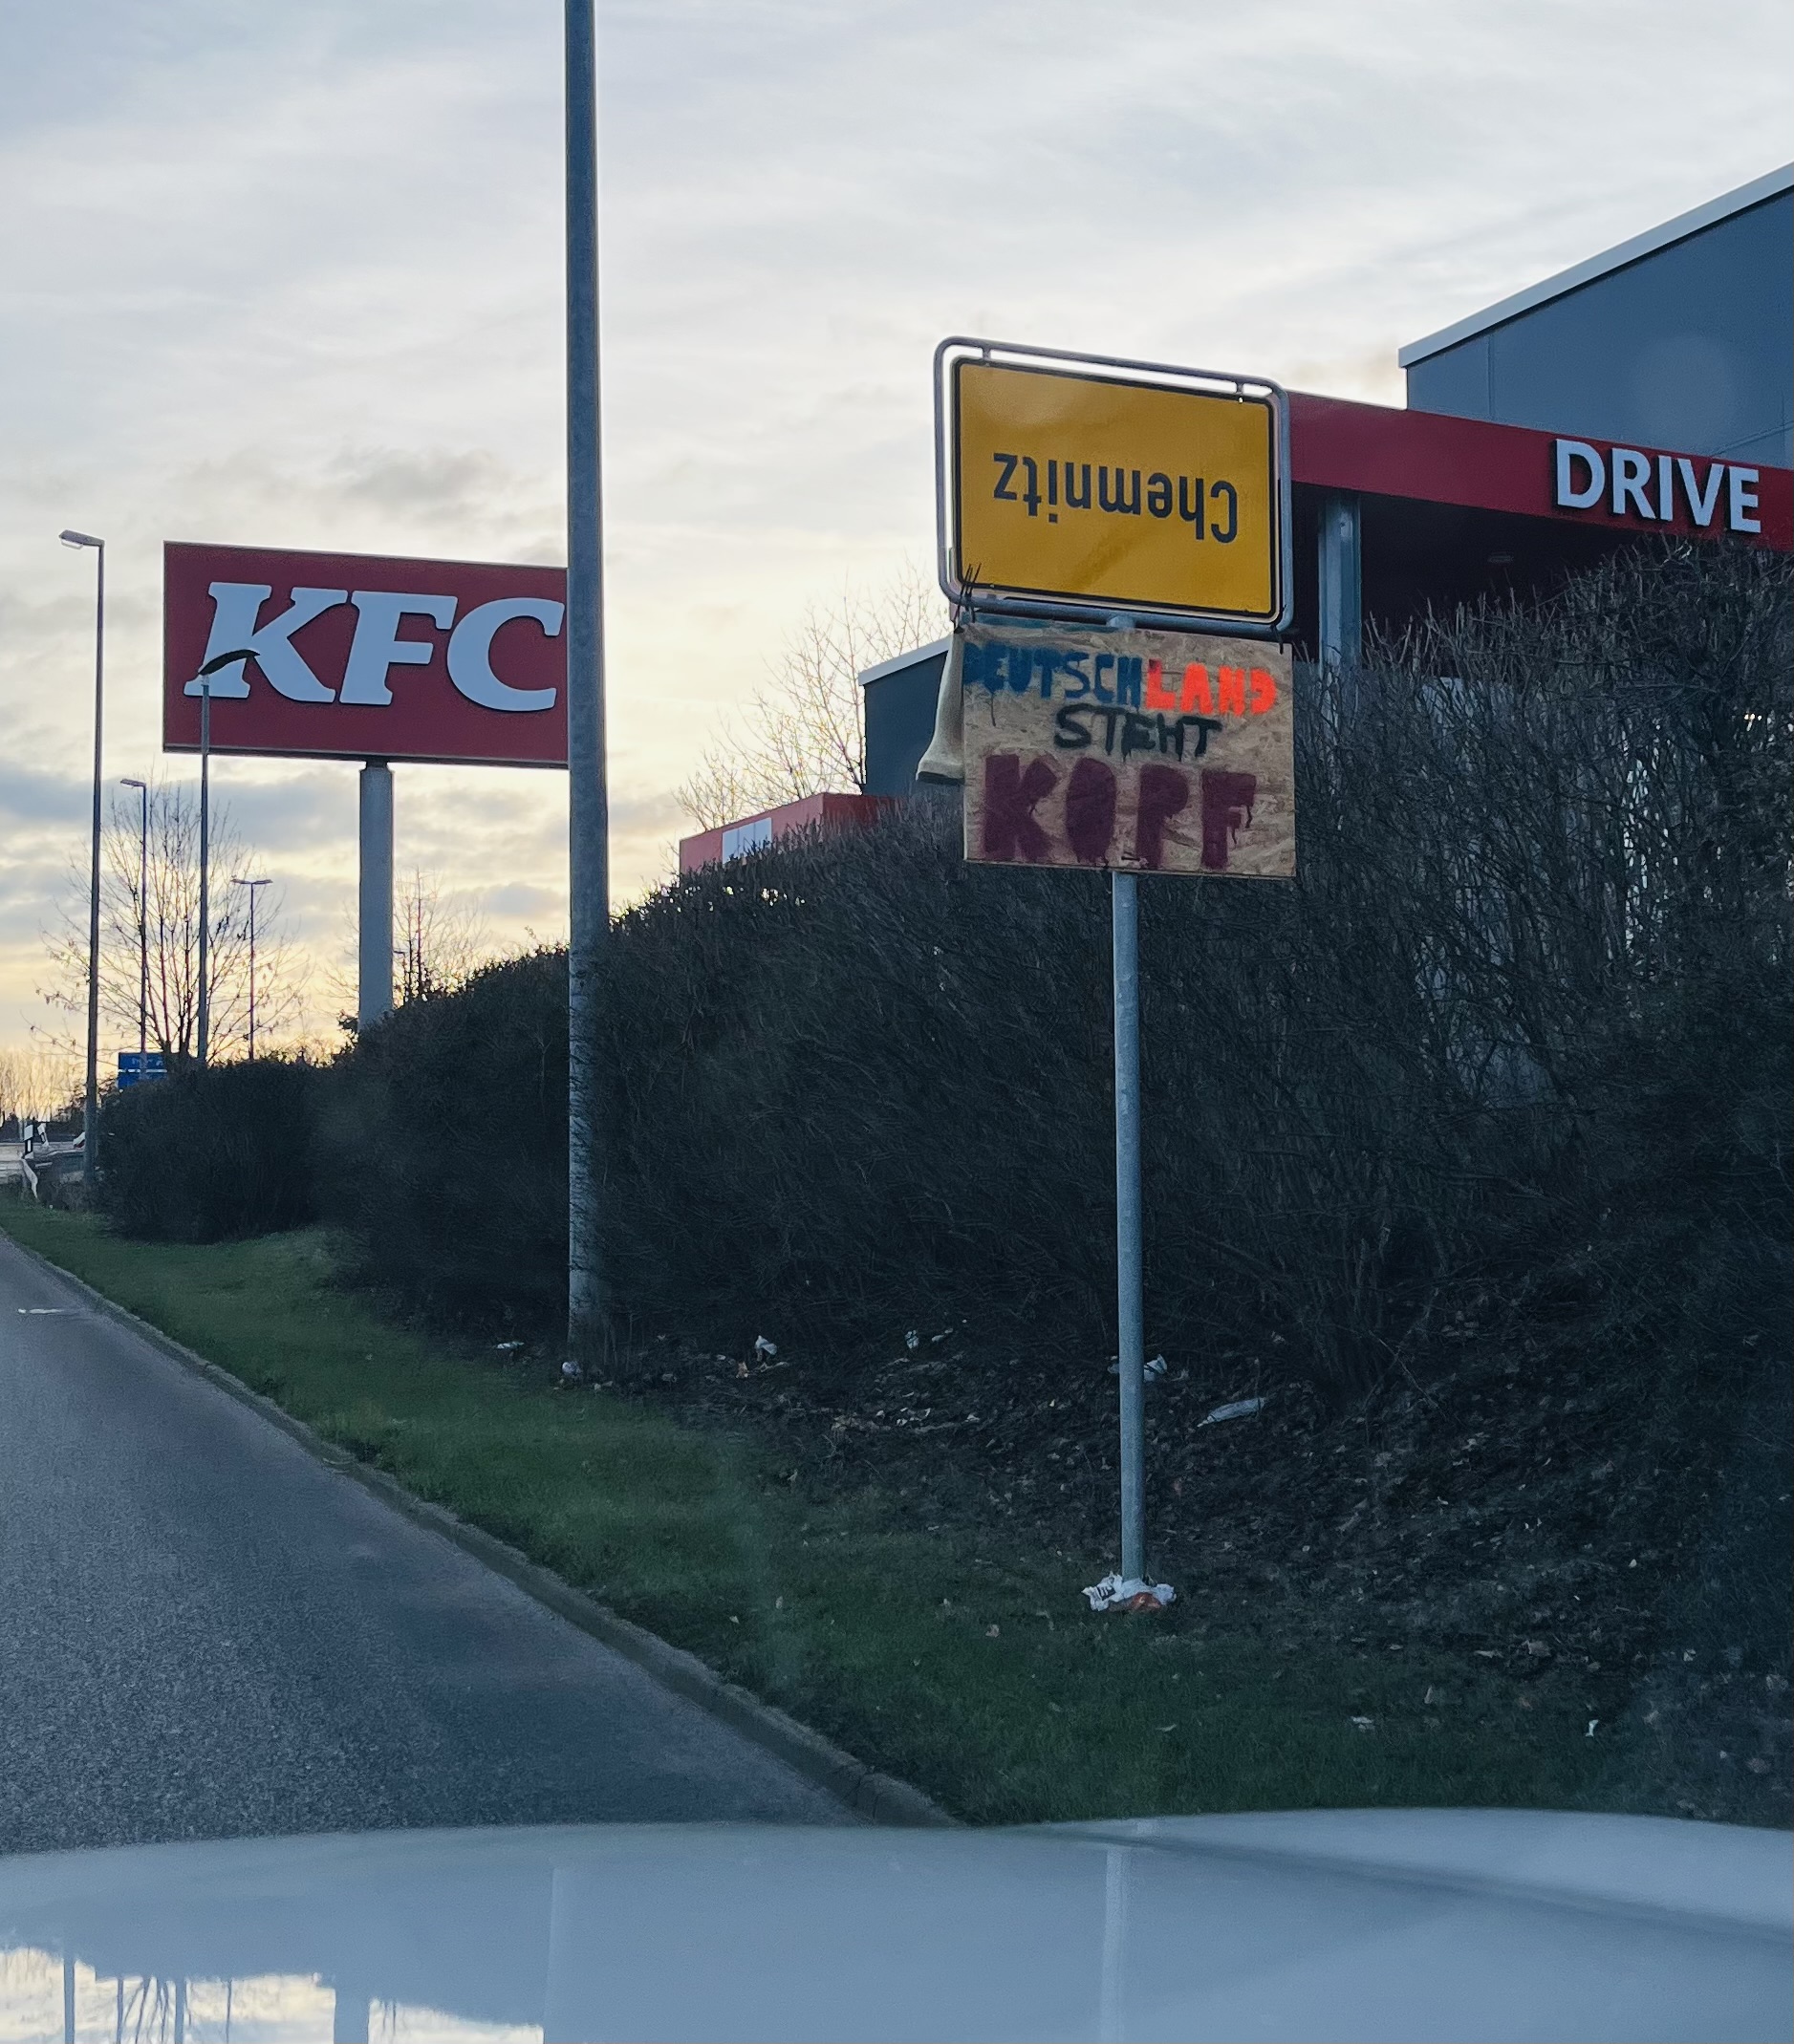 KFC
Chemnitz
DRIVE
DEUTSCHLAND
STEHT
KOPF